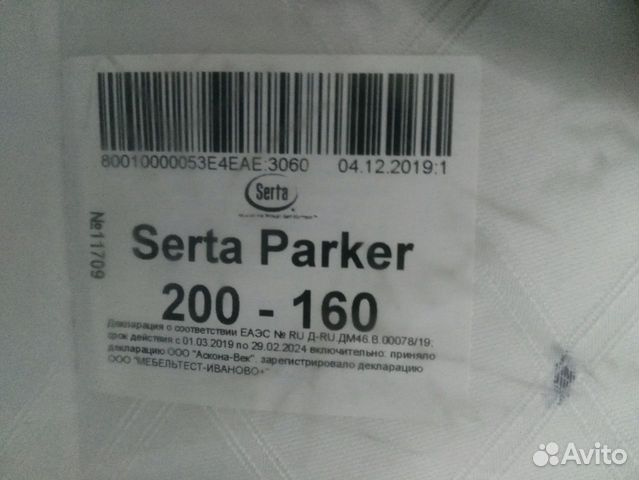 80010000053E4EAE:3060 04.12.2019:1
Serta
№11709
Serta Parker
200 - 160
Декларация о соответствии ЕАЭС № RU Д-RU.ДМ46.В.00078/19;
срок действия с 01.03.2019 по 29.02.2024 включительно; приняло
декларацию ООО "Аскона-Век". зарегистрировало декларацию
ООО "МЕБЕЛЬТЕСТ-ИВАНОВО+"
Avito